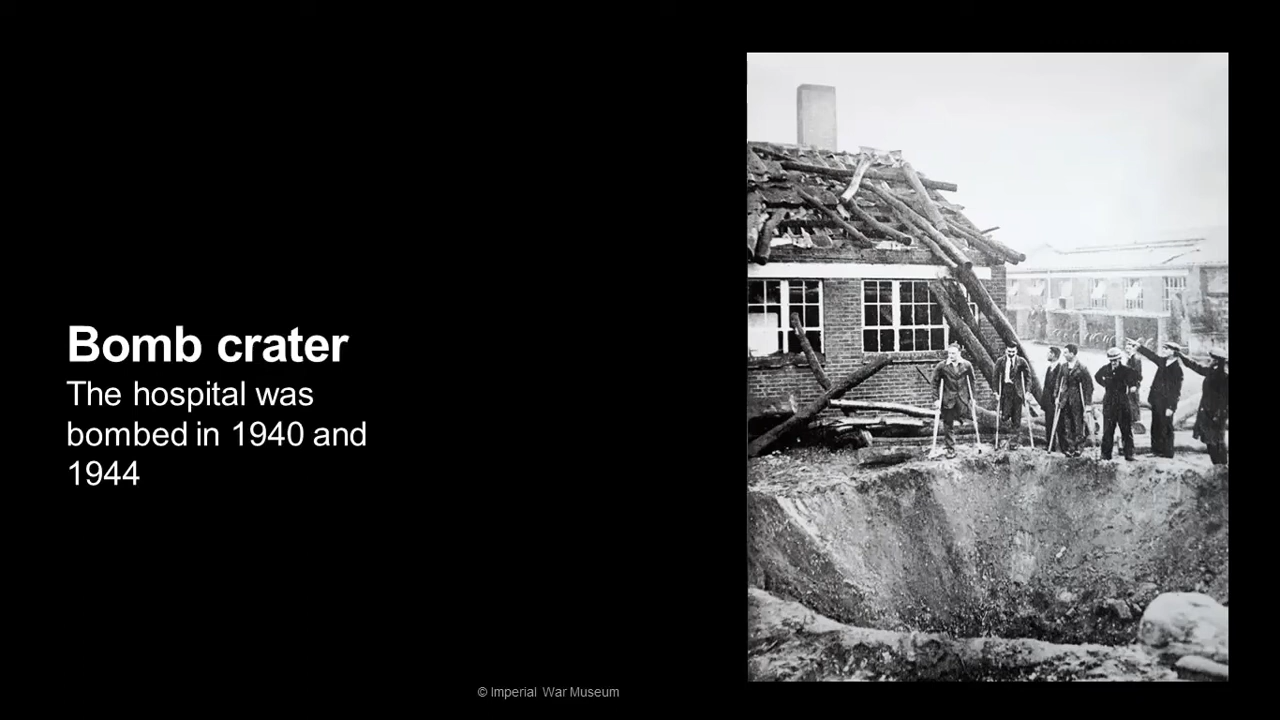 Bomb crater
The hospital was
bombed in 1940 and
1944
© Imperial War Museum